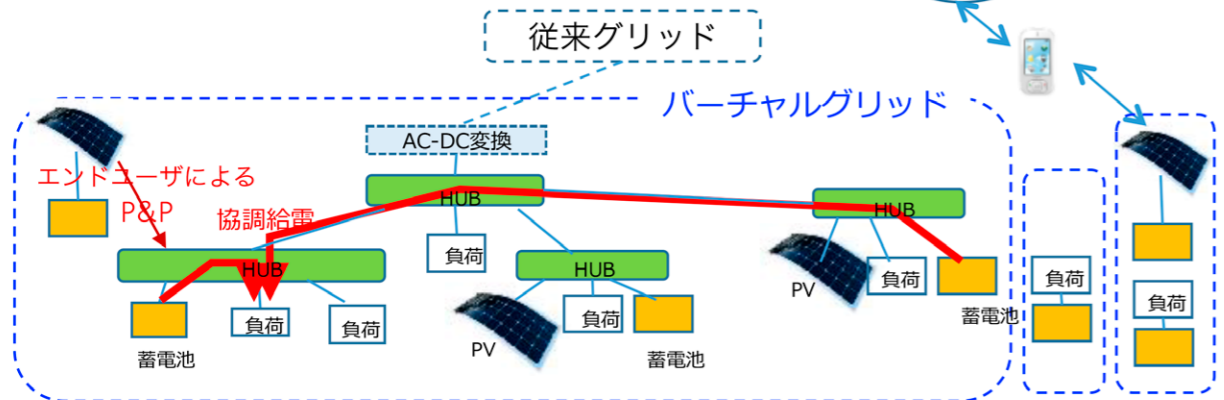 従来グリッド
バーチャルグリッド
AC-DC変換
エンドユーザによる
P&P
協調給電
HUB
HUB
負荷
HUB
HUB
PV
負荷
蓄電池
負荷
負荷
蓄電池
PV
負荷
蓄電池
負荷
負荷